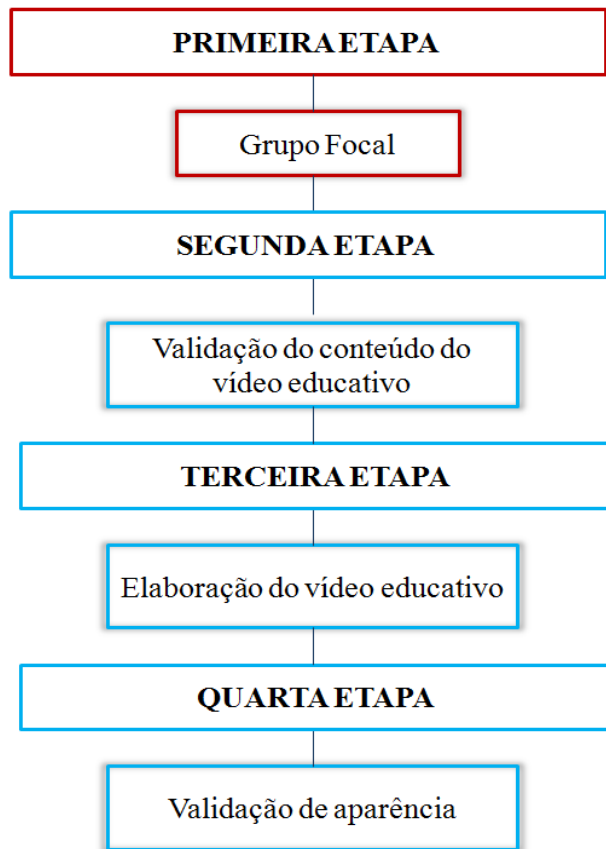 PRIMEIRA ETAPA
Grupo Focal
SEGUNDA ETAPA
Validação do conteúdo do
vídeo educativo
TERCEIRA ETAPA
Elaboração do vídeo educativo
QUARTA ETAPA
Validação de aparência